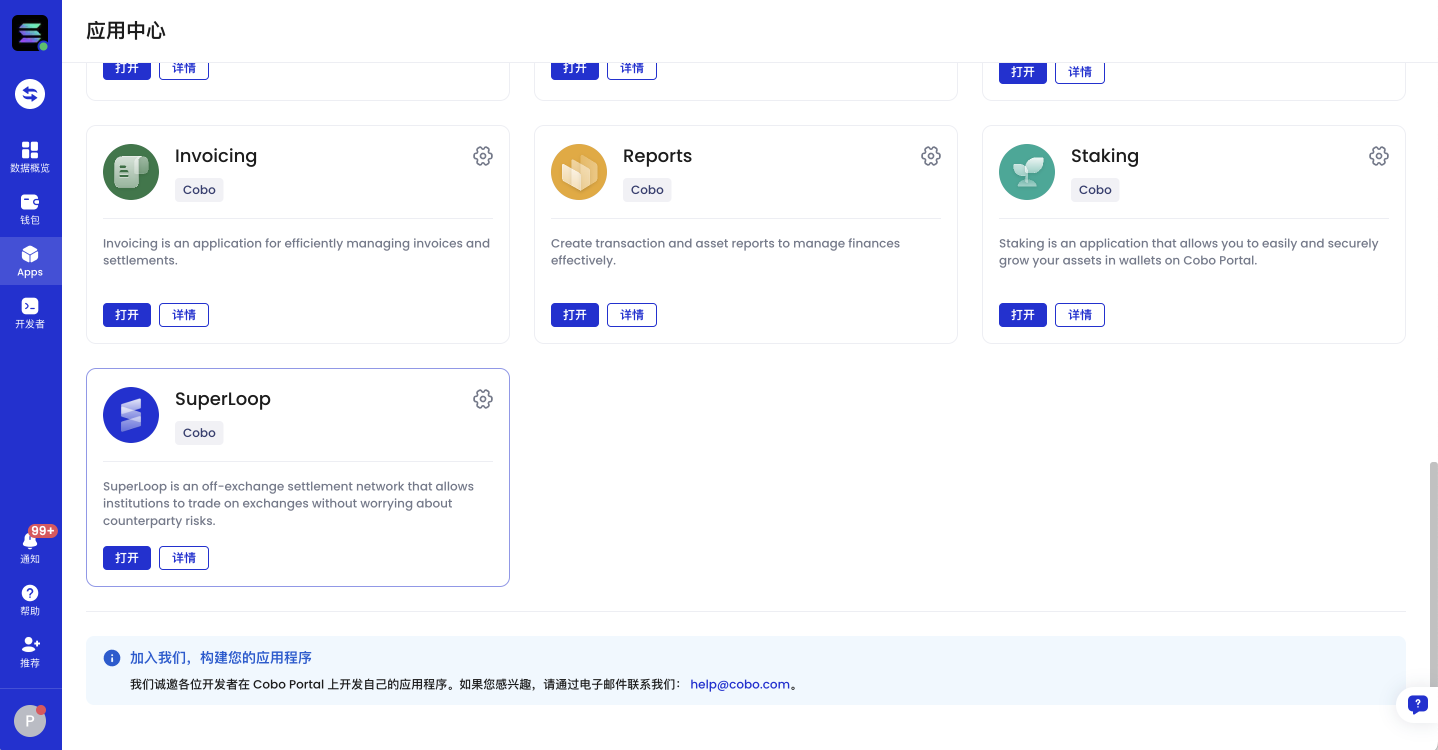 应用中心
打开 详情
打开 详情
打开 详情
数据概览
钱包
Apps
开发者
99+
通知
帮助
推荐
P
Invoicing
Cobo
Invoicing is an application for efficiently managing invoices and
settlements.
打开 详情
Reports
Cobo
Create transaction and asset reports to manage finances
effectively.
打开 详情
Staking
Cobo
Staking is an application that allows you to easily and securely
grow your assets in wallets on Cobo Portal.
打开 详情
SuperLoop
Cobo
SuperLoop is an off-exchange settlement network that allows
institutions to trade on exchanges without worrying about
counterparty risks.
打开 详情
加入我们，构建您的应用程序
我们诚邀各位开发者在 Cobo Portal 上开发自己的应用程序。如果您感兴趣，请通过电子邮件联系我们： help@cobo.com。